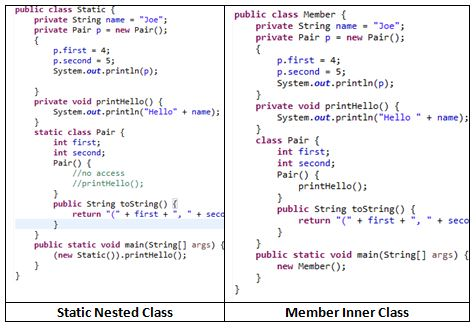 public class Static {
private String name = "Joe";
private Pair p = new Pair();
{
p.first = 4;
p.second = 5;
System.out.println(p);
}
private void printHello() {
System.out.println("Hello" + name);
}
static class Pair {
int first;
int second;
Pair() {
//no access
//printHello();
}
public String toString() {
return "(" + first + ", " + seco
}
}
public static void main(String[] args) {
(new Static()).printHello();
}
}
Static Nested Class
public class Member {
private String name = "Joe";
private Pair p = new Pair();
{
p.first = 4;
p.second = 5;
System.out.println(p);
}
private void printHello() {
System.out.println("Hello " + name);
}
class Pair {
int first;
int second;
Pair() {
printHello();
}
public String toString() {
return "(" + first + ", " + seco
}
}
public static void main(String[] args) {
new Member();
}
}
Member Inner Class